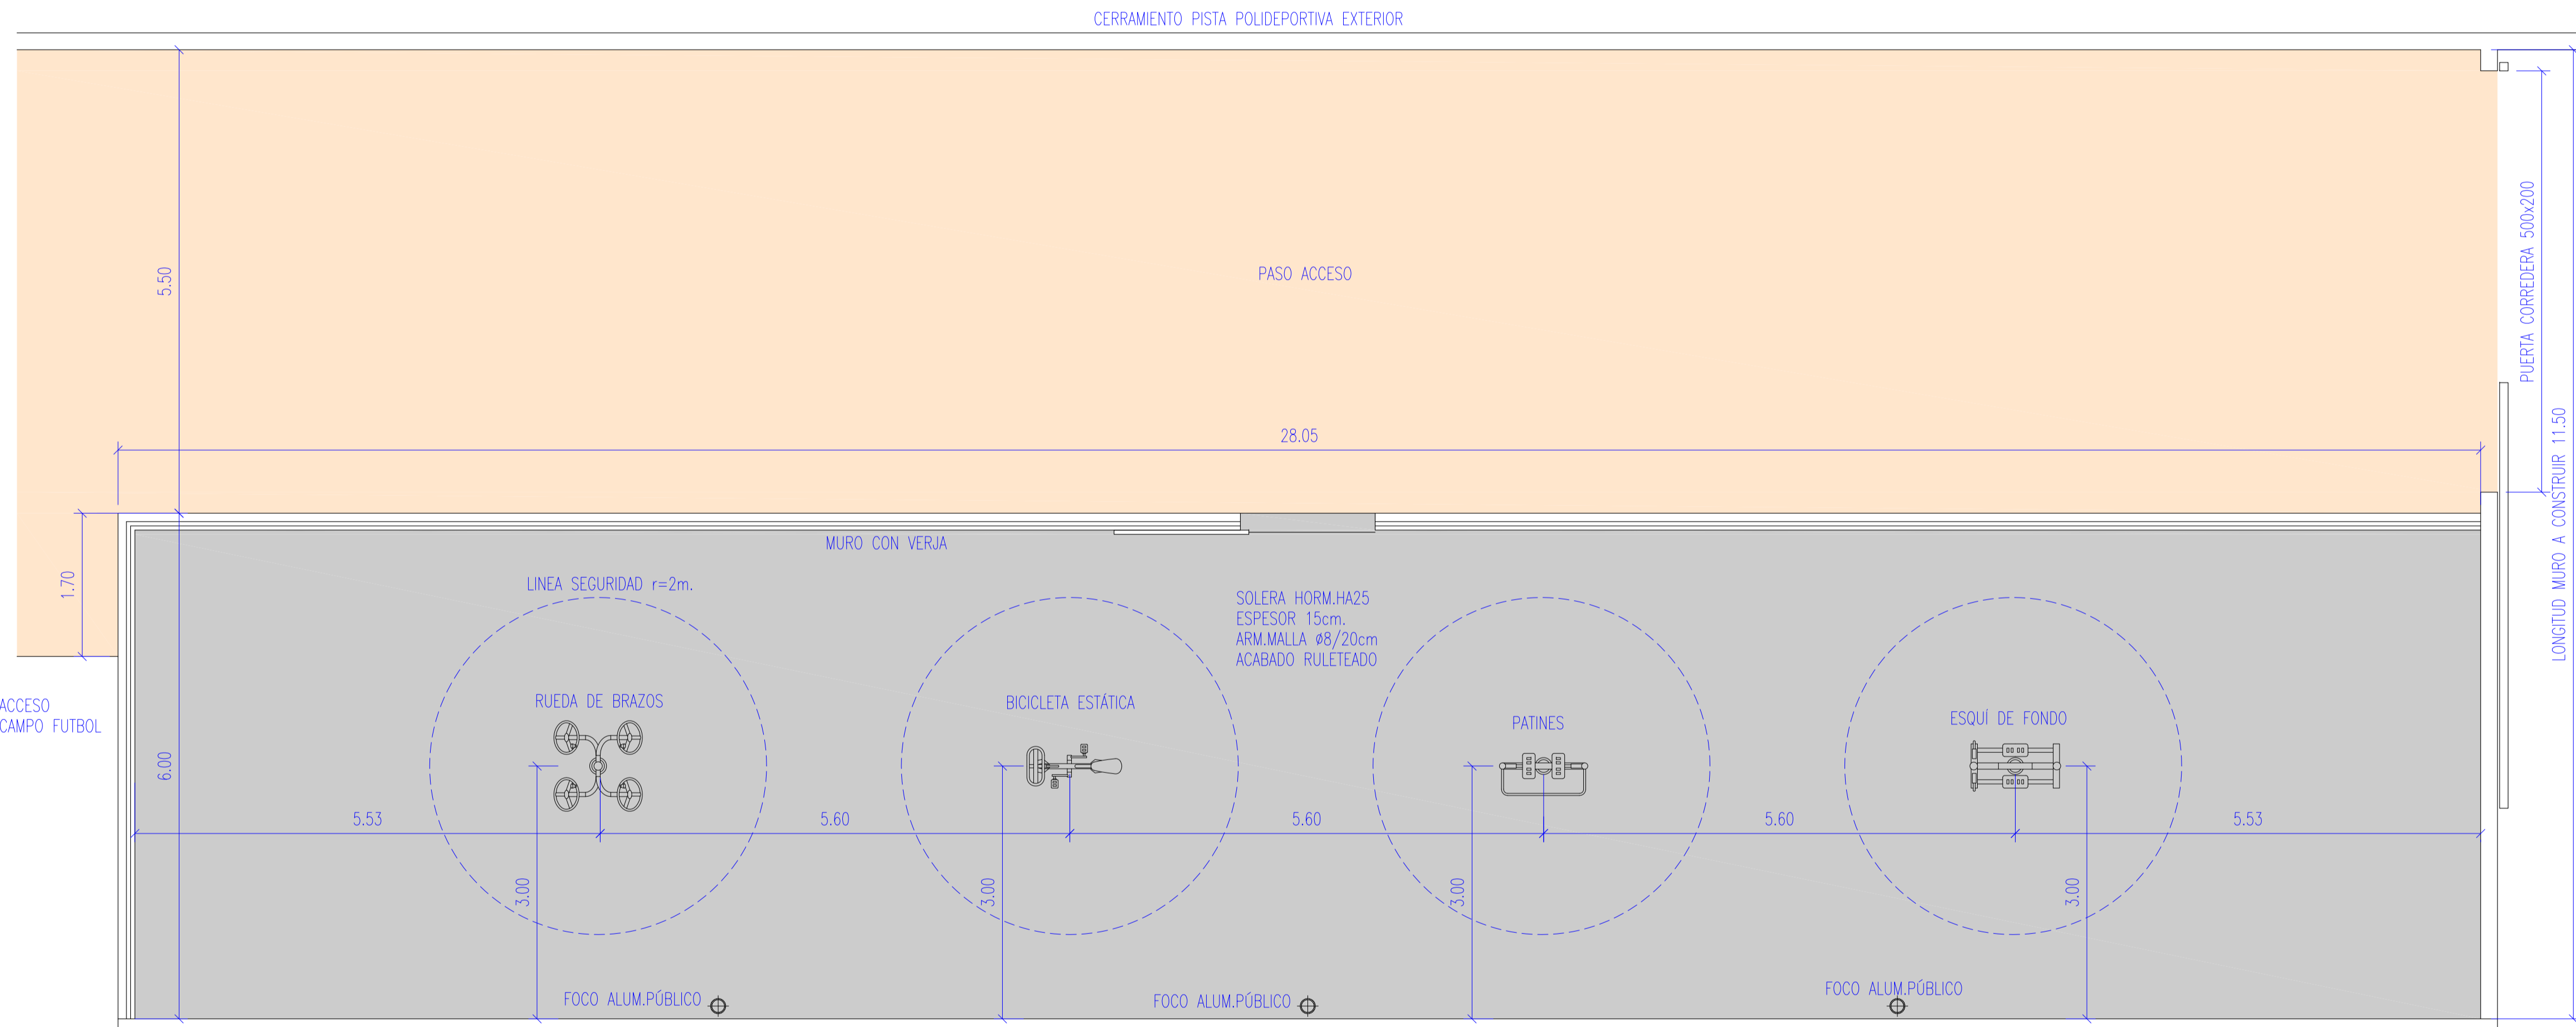 CERRAMIENTO PISTA POLIDEPORTIVA EXTERIOR
5.50
PASO ACCESO
PUERTA CORREDERA 500x200
LONGITUD MURO A CONSTRUIR 11.50
28.05
1.70
MURO CON VERJA
LINEA SEGURIDAD r=2m.
SOLERA HORM.HA25
ESPESOR 15cm.
ARM.MALLA ø8/20cm
ACABADO RULETEADO
ACCESO
CAMPO FUTBOL
RUEDA DE BRAZOS
BICICLETA ESTÁTICA
PATINES
ESQUÍ DE FONDO
6.00
5.53
5.60
5.60
5.60
5.53
3.00
3.00
3.00
3.00
FOCO ALUM.PÚBLICO
FOCO ALUM.PÚBLICO
FOCO ALUM.PÚBLICO